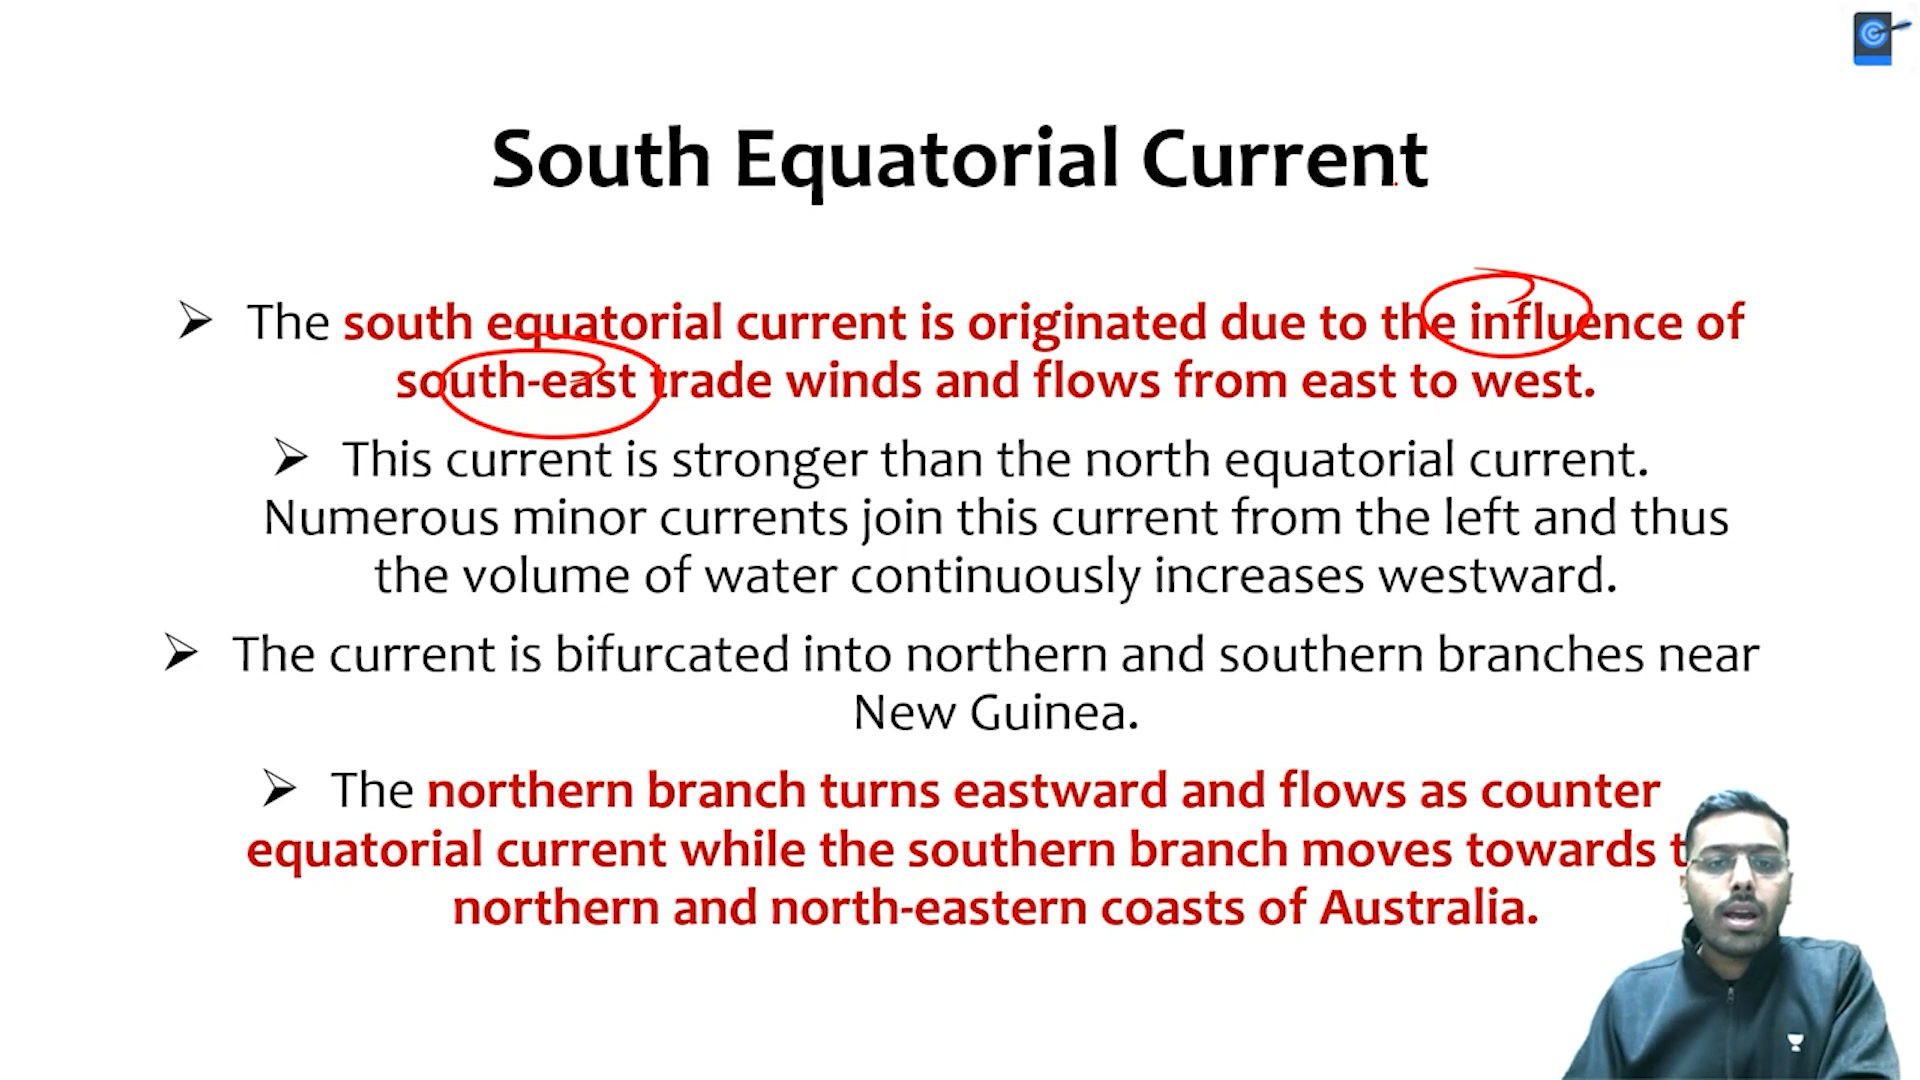 South Equatorial Current
➢ The south equatorial current is originated due to the influence of
south-east trade winds and flows from east to west.
➢ This current is stronger than the north equatorial current.
Numerous minor currents join this current from the left and thus
the volume of water continuously increases westward.
➢ The current is bifurcated into northern and southern branches near
New Guinea.
➢ The northern branch turns eastward and flows as counter
equatorial current while the southern branch moves towards
northern and north-eastern coasts of Australia.